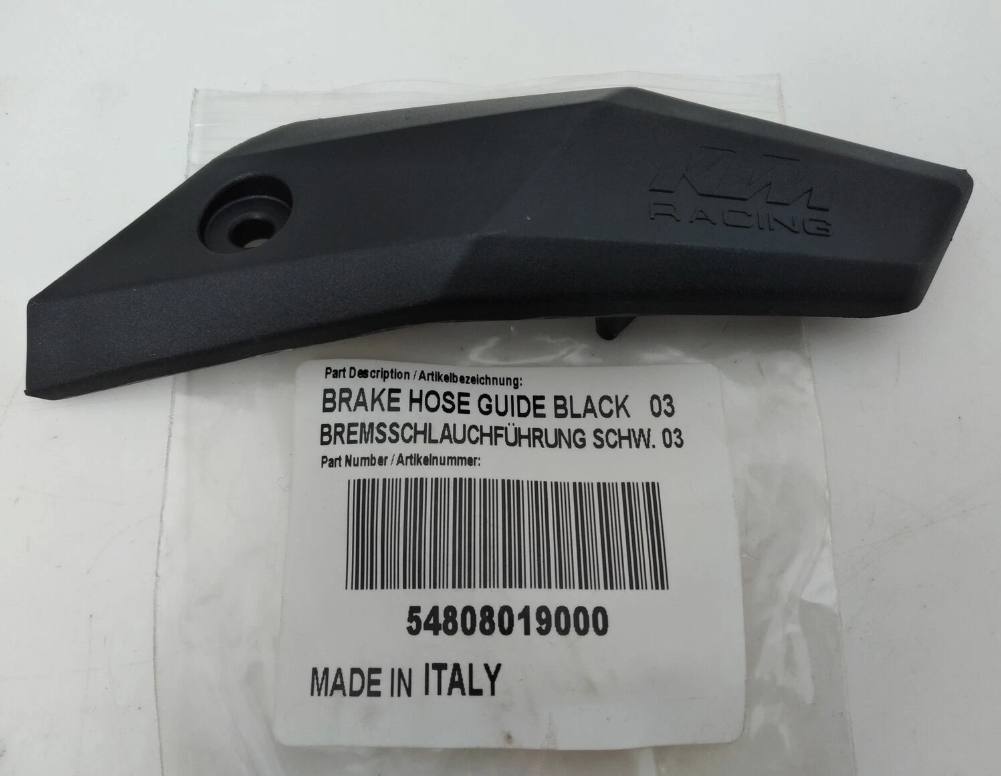 KTM
RACING
Part Description / Artikelbezeichnung:
BRAKE HOSE GUIDE BLACK 03
BREMSSCHLAUCHFÜHRUNG SCHW. 03
Part Number / Artikelnummer:
54808019000
MADE IN ITALY